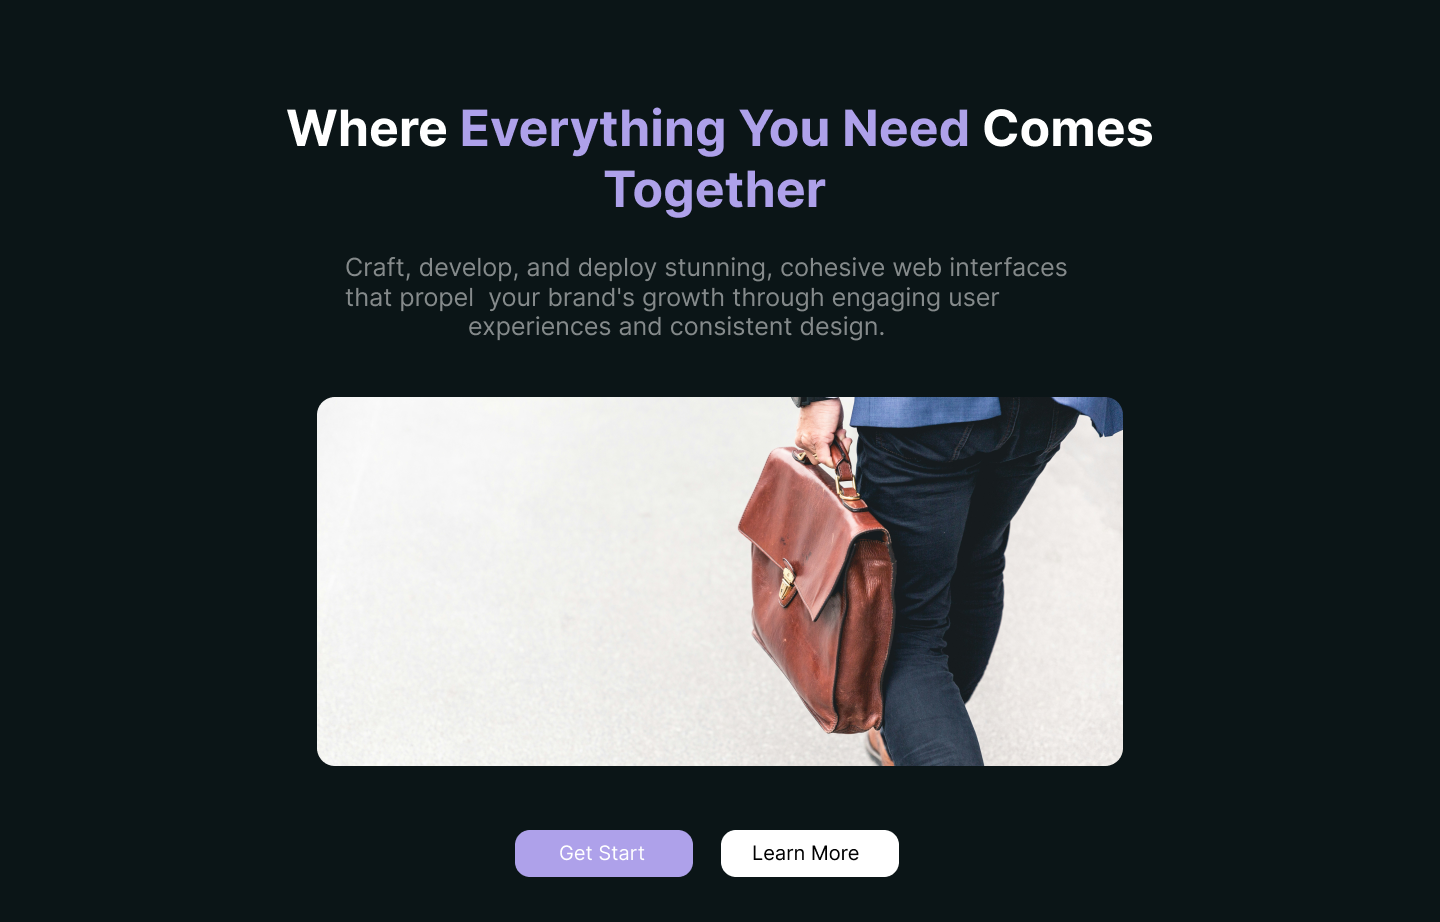 Where Everything You Need Comes
Together
Craft, develop, and deploy stunning, cohesive web interfaces
that propel  your brand's growth through engaging user
experiences and consistent design.
Get Start
Learn More